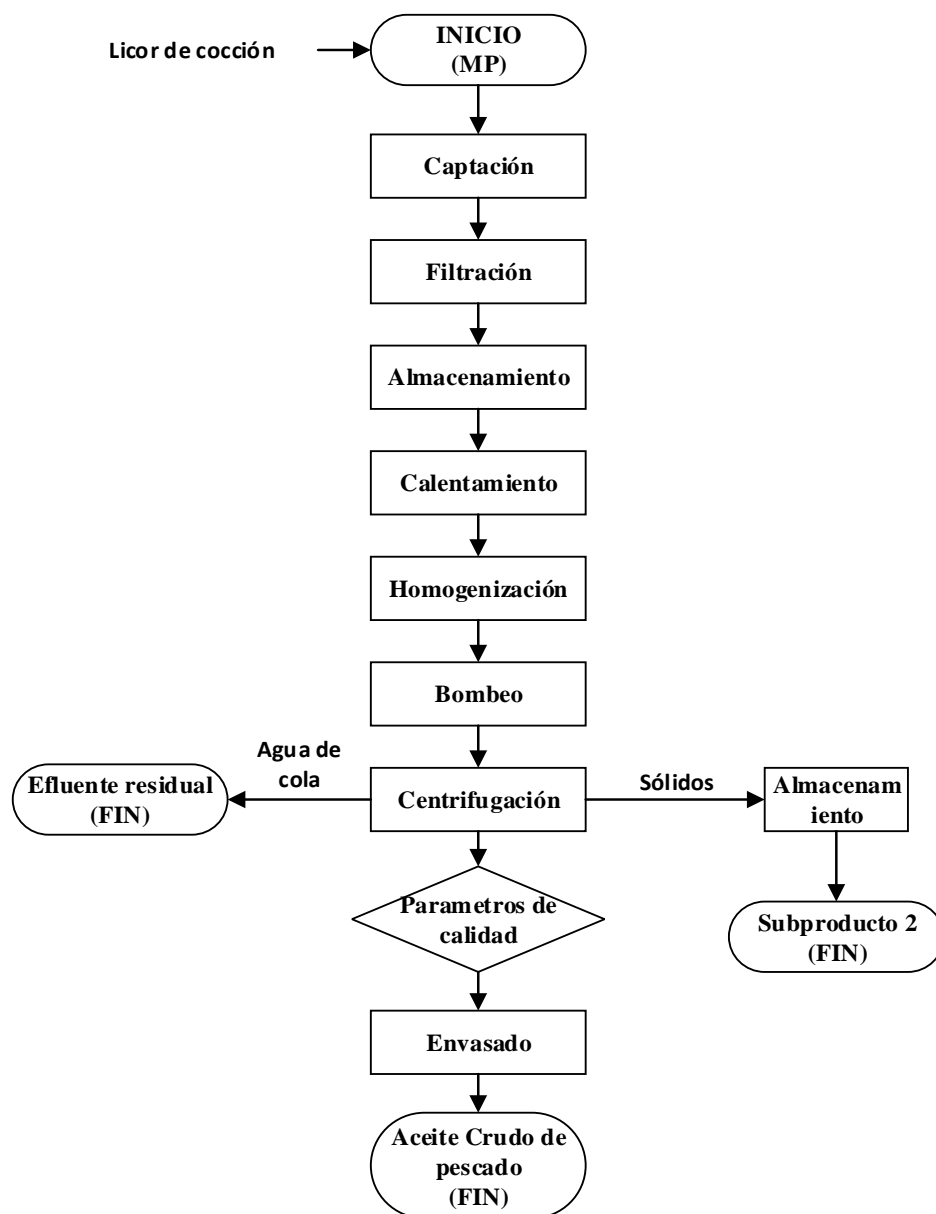 Licor de cocción
INICIO
(MP)
Captación
Filtración
Almacenamiento
Calentamiento
Homogenización
Bombeo
Agua de
cola
Efluente residual
(FIN)
Centrifugación
Sólidos
Almacenam
iento
Parametros de
calidad
Subproducto 2
(FIN)
Envasado
Aceite Crudo de
pescado
(FIN)